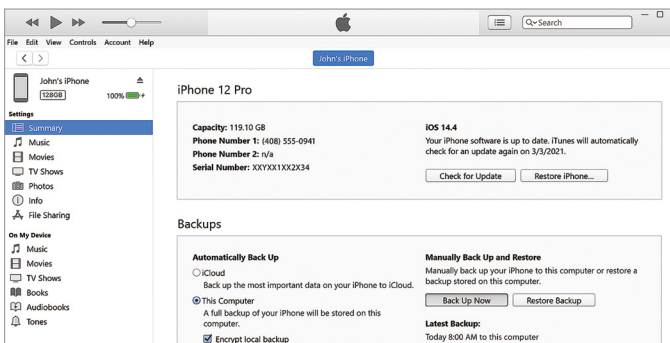 Search
File Edit View Controls Account Help
John's iPhone
John's iPhone
128GB 100%
Settings
Summary
Music
Movies
TV Shows
Photos
Info
File Sharing
On My Device
Music
Movies
TV Shows
Books
Audiobooks
Tones
iPhone 12 Pro
Capacity: 119.10 GB
Phone Number 1: (408) 555-0941
Phone Number 2: n/a
Serial Number: XXYXX1XX2X34
iOS 14.4
Your iPhone software is up to date. iTunes will automatically
check for an update again on 3/3/2021.
Check for Update Restore iPhone...
Backups
Automatically Back Up
iCloud
Back up the most important data on your iPhone to iCloud.
This Computer
A full backup of your iPhone will be stored on this
computer.
Encrypt local backup
Manually Back Up and Restore
Manually back up your iPhone to this computer or restore a
backup stored on this computer.
Back Up Now Restore Backup
Latest Backup:
Today 8:00 AM to this computer